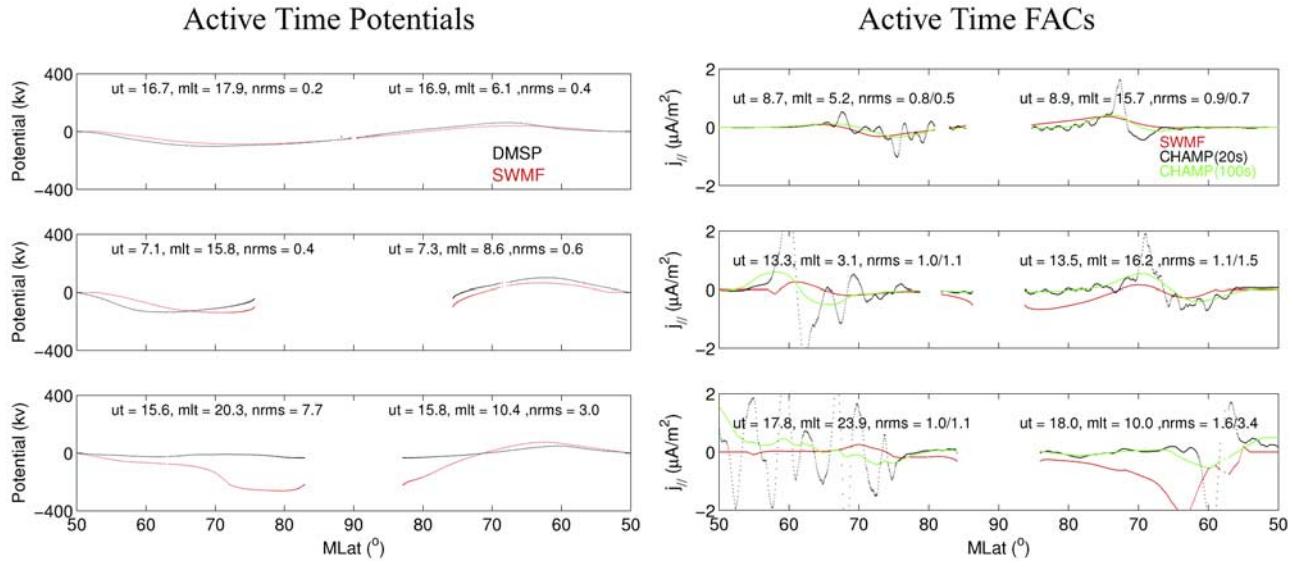 Active Time Potentials
Active Time FACs
400
0
−400
Potential (kv)
ut = 16.7, mlt = 17.9, nrms = 0.2
ut = 16.9, mlt = 6.1 ,nrms = 0.4
DMSP
SWMF
400
0
−400
Potential (kv)
ut = 7.1, mlt = 15.8, nrms = 0.4
ut = 7.3, mlt = 8.6 ,nrms = 0.6
400
0
−400
Potential (kv)
ut = 15.6, mlt = 20.3, nrms = 7.7
ut = 15.8, mlt = 10.4 ,nrms = 3.0
50 60 70 80 90 80 70 60 50
MLat (°)
2
0
−2
j// (µA/m²)
ut = 8.7, mlt = 5.2, nrms = 0.8/0.5
ut = 8.9, mlt = 15.7 ,nrms = 0.9/0.7
SWMF
CHAMP(20s)
CHAMP(100s)
2
0
−2
j// (µA/m²)
ut = 13.3, mlt = 3.1, nrms = 1.0/1.1
ut = 13.5, mlt = 16.2 ,nrms = 1.1/1.5
2
0
−2
j// (µA/m²)
ut = 17.8, mlt = 23.9, nrms = 1.0/1.1
ut = 18.0, mlt = 10.0 ,nrms = 1.6/3.4
50 60 70 80 90 80 70 60 50
MLat (°)